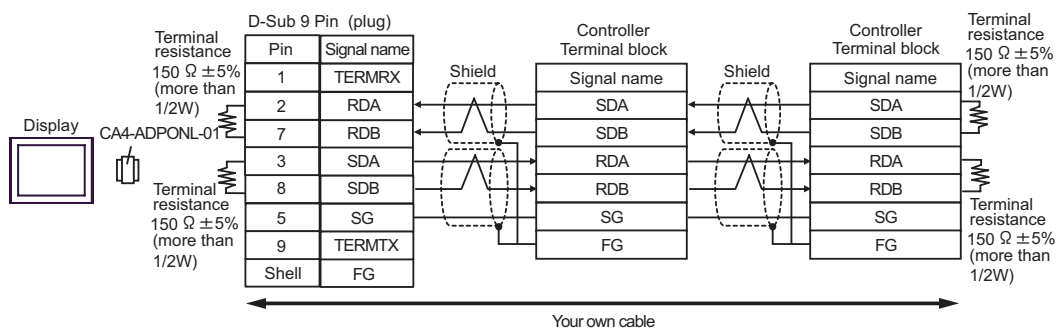 D-Sub 9 Pin (plug)
Terminal
resistance
150 Ω ±5%
(more than
1/2W)
Pin Signal name
1 TERMRX
2 RDA
7 RDB
3 SDA
8 SDB
5 SG
9 TERMTX
Shell FG
Display
CA4-ADPONL-01
Terminal
resistance
150 Ω ±5%
(more than
1/2W)
Shield
Controller
Terminal block
Signal name
SDA
SDB
RDA
RDB
SG
FG
Shield
Controller
Terminal block
Signal name
SDA
SDB
RDA
RDB
SG
FG
Terminal
resistance
150 Ω ±5%
(more than
1/2W)
Terminal
resistance
150 Ω ±5%
(more than
1/2W)
Your own cable